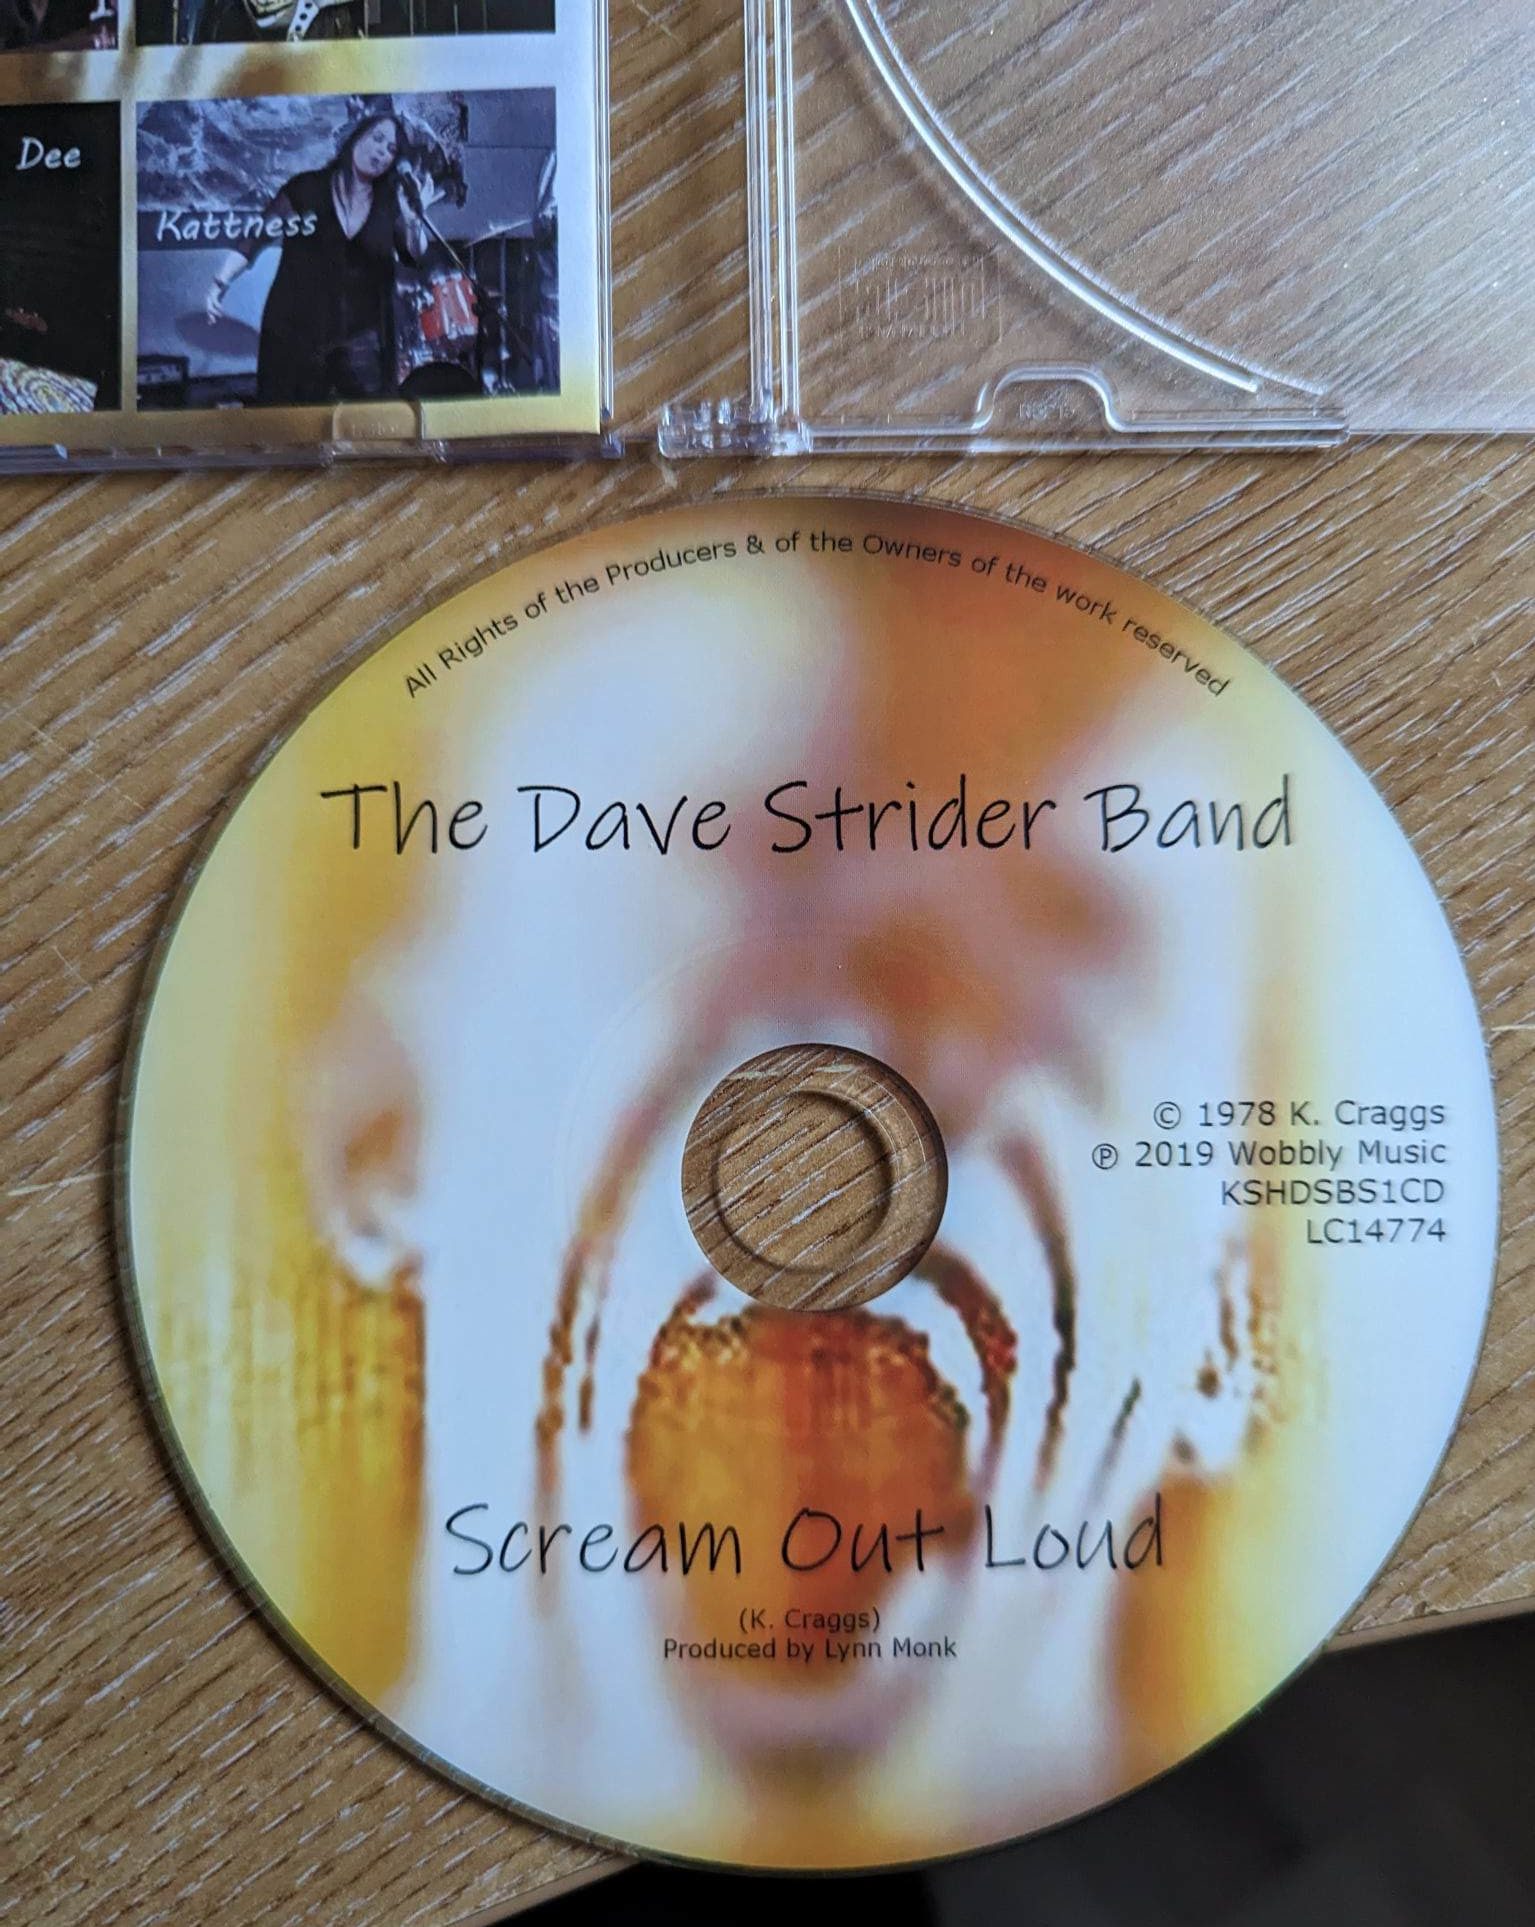 Dee
Kattness
All Rights of the Producers & of the Owners of the work reserved
The Dave Strider Band
© 1978 K. Craggs
℗ 2019 Wobbly Music
KSHDSBS1CD
LC14774
Scream Out Loud
(K. Craggs)
Produced by Lynn Monk